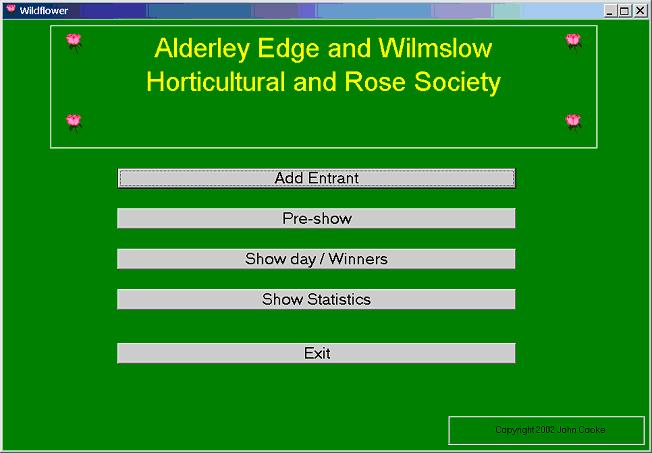 Wildflower
Alderley Edge and Wilmslow
Horticultural and Rose Society
Add Entrant
Pre-show
Show day / Winners
Show Statistics
Exit
Copyright 2002 John Cooke